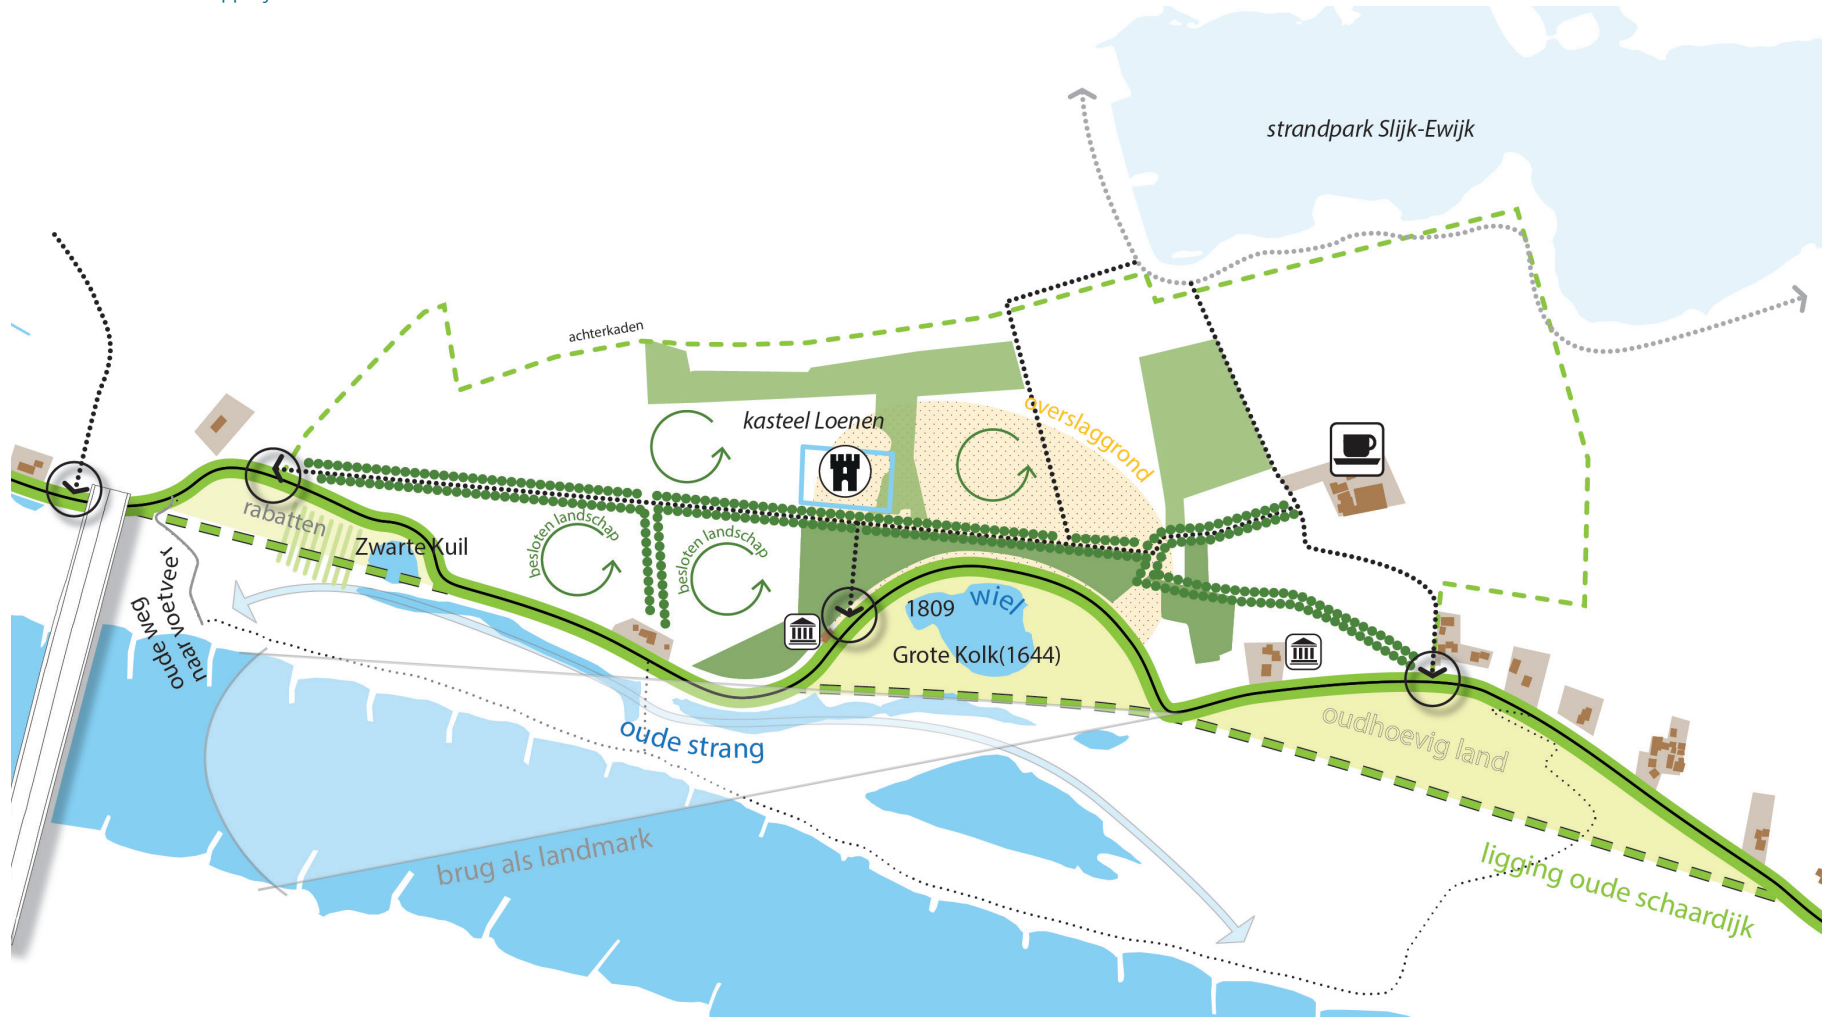 strandpark Slijk-Ewijk
achterkaden
kasteel Loenen
overslaggrond
rabatten
Zwarte Kuil
besloten landschap
besloten landschap
oude weg
naar voetveer
1809
wiel
Grote Kolk(1644)
oude strang
oudhoevig land
brug als landmark
ligging oude schaardijk